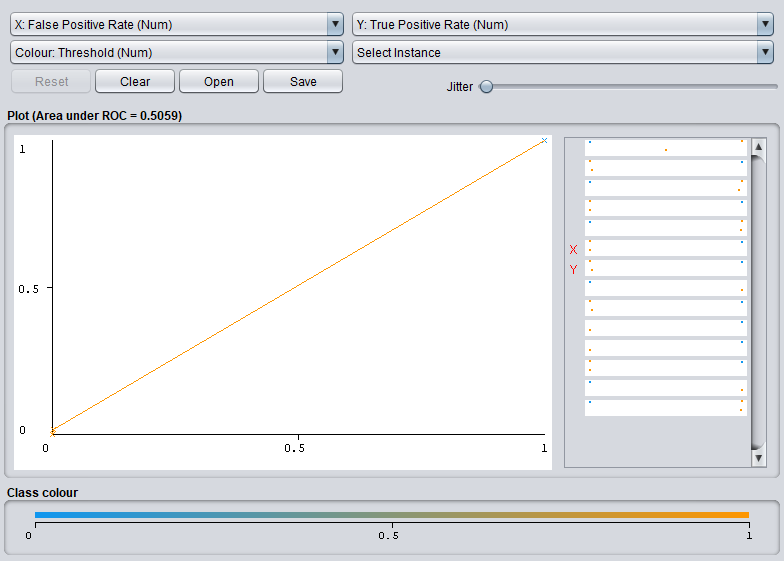 X: False Positive Rate (Num) Y: True Positive Rate (Num)
Colour: Threshold (Num) Select Instance
Reset Clear Open Save Jitter
Plot (Area under ROC = 0.5059)
1
0.5
0
0 0.5 1
X
Y
Class colour
0 0.5 1